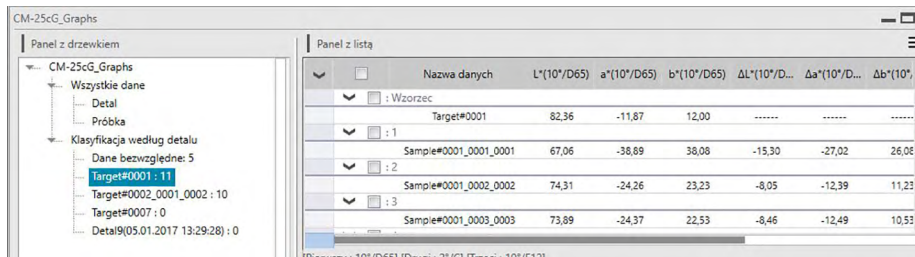 CM-25cG_Graphs
Panel z drzewkiem
CM-25cG_Graphs
Wszystkie dane
Detal
Próbka
Klasyfikacja według detalu
Dane bezwzględne: 5
Target#0001 : 11
Target#0002_0001_0002 : 10
Target#0007 : 0
Detal9(05.01.2017 13:29:28) : 0
Panel z listą
Nazwa danych L*(10°/D65) a*(10°/D65) b*(10°/D65) ΔL*(10°/D... Δa*(10°/D... Δb*(10°,
: Wzorzec
Target#0001 82,36 -11,87 12,00 ------ ------ ------
: 1
Sample#0001_0001_0001 67,06 -38,89 38,08 -15,30 -27,02 26,08
: 2
Sample#0001_0002_0002 74,31 -24,26 23,23 -8,05 -12,39 11,23
: 3
Sample#0001_0003_0003 73,89 -24,37 22,53 -8,46 -12,49 10,53